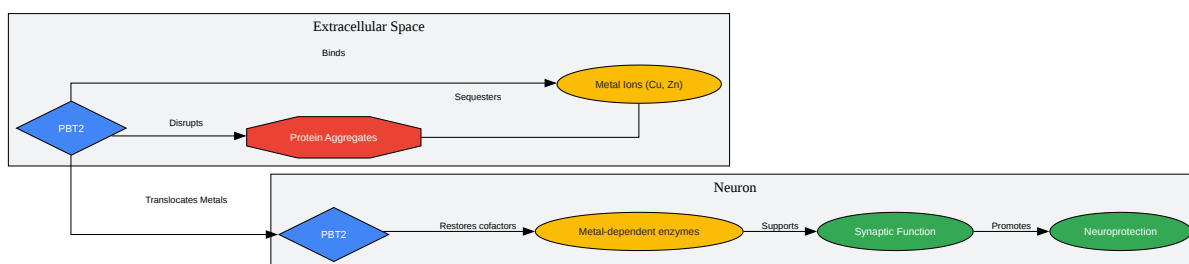 Extracellular Space
Binds
Metal Ions (Cu, Zn)
Sequesters
PBT2
Disrupts
Protein Aggregates
Neuron
Translocates Metals
PBT2
Restores cofactors
Metal-dependent enzymes
Supports
Synaptic Function
Promotes
Neuroprotection